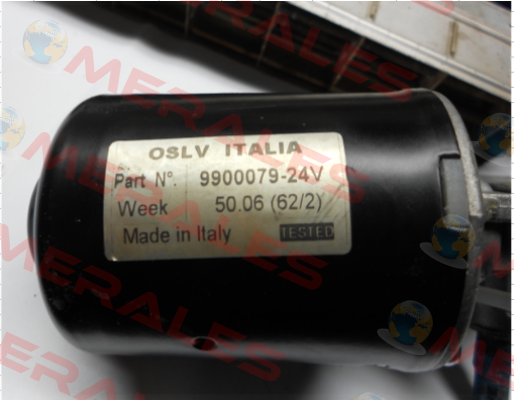 OSLV ITALIA
Part N°. 9900079-24V
Week 50.06 (62/2)
Made in Italy TESTED
MERALES
MERALES
MERALES
MERALES